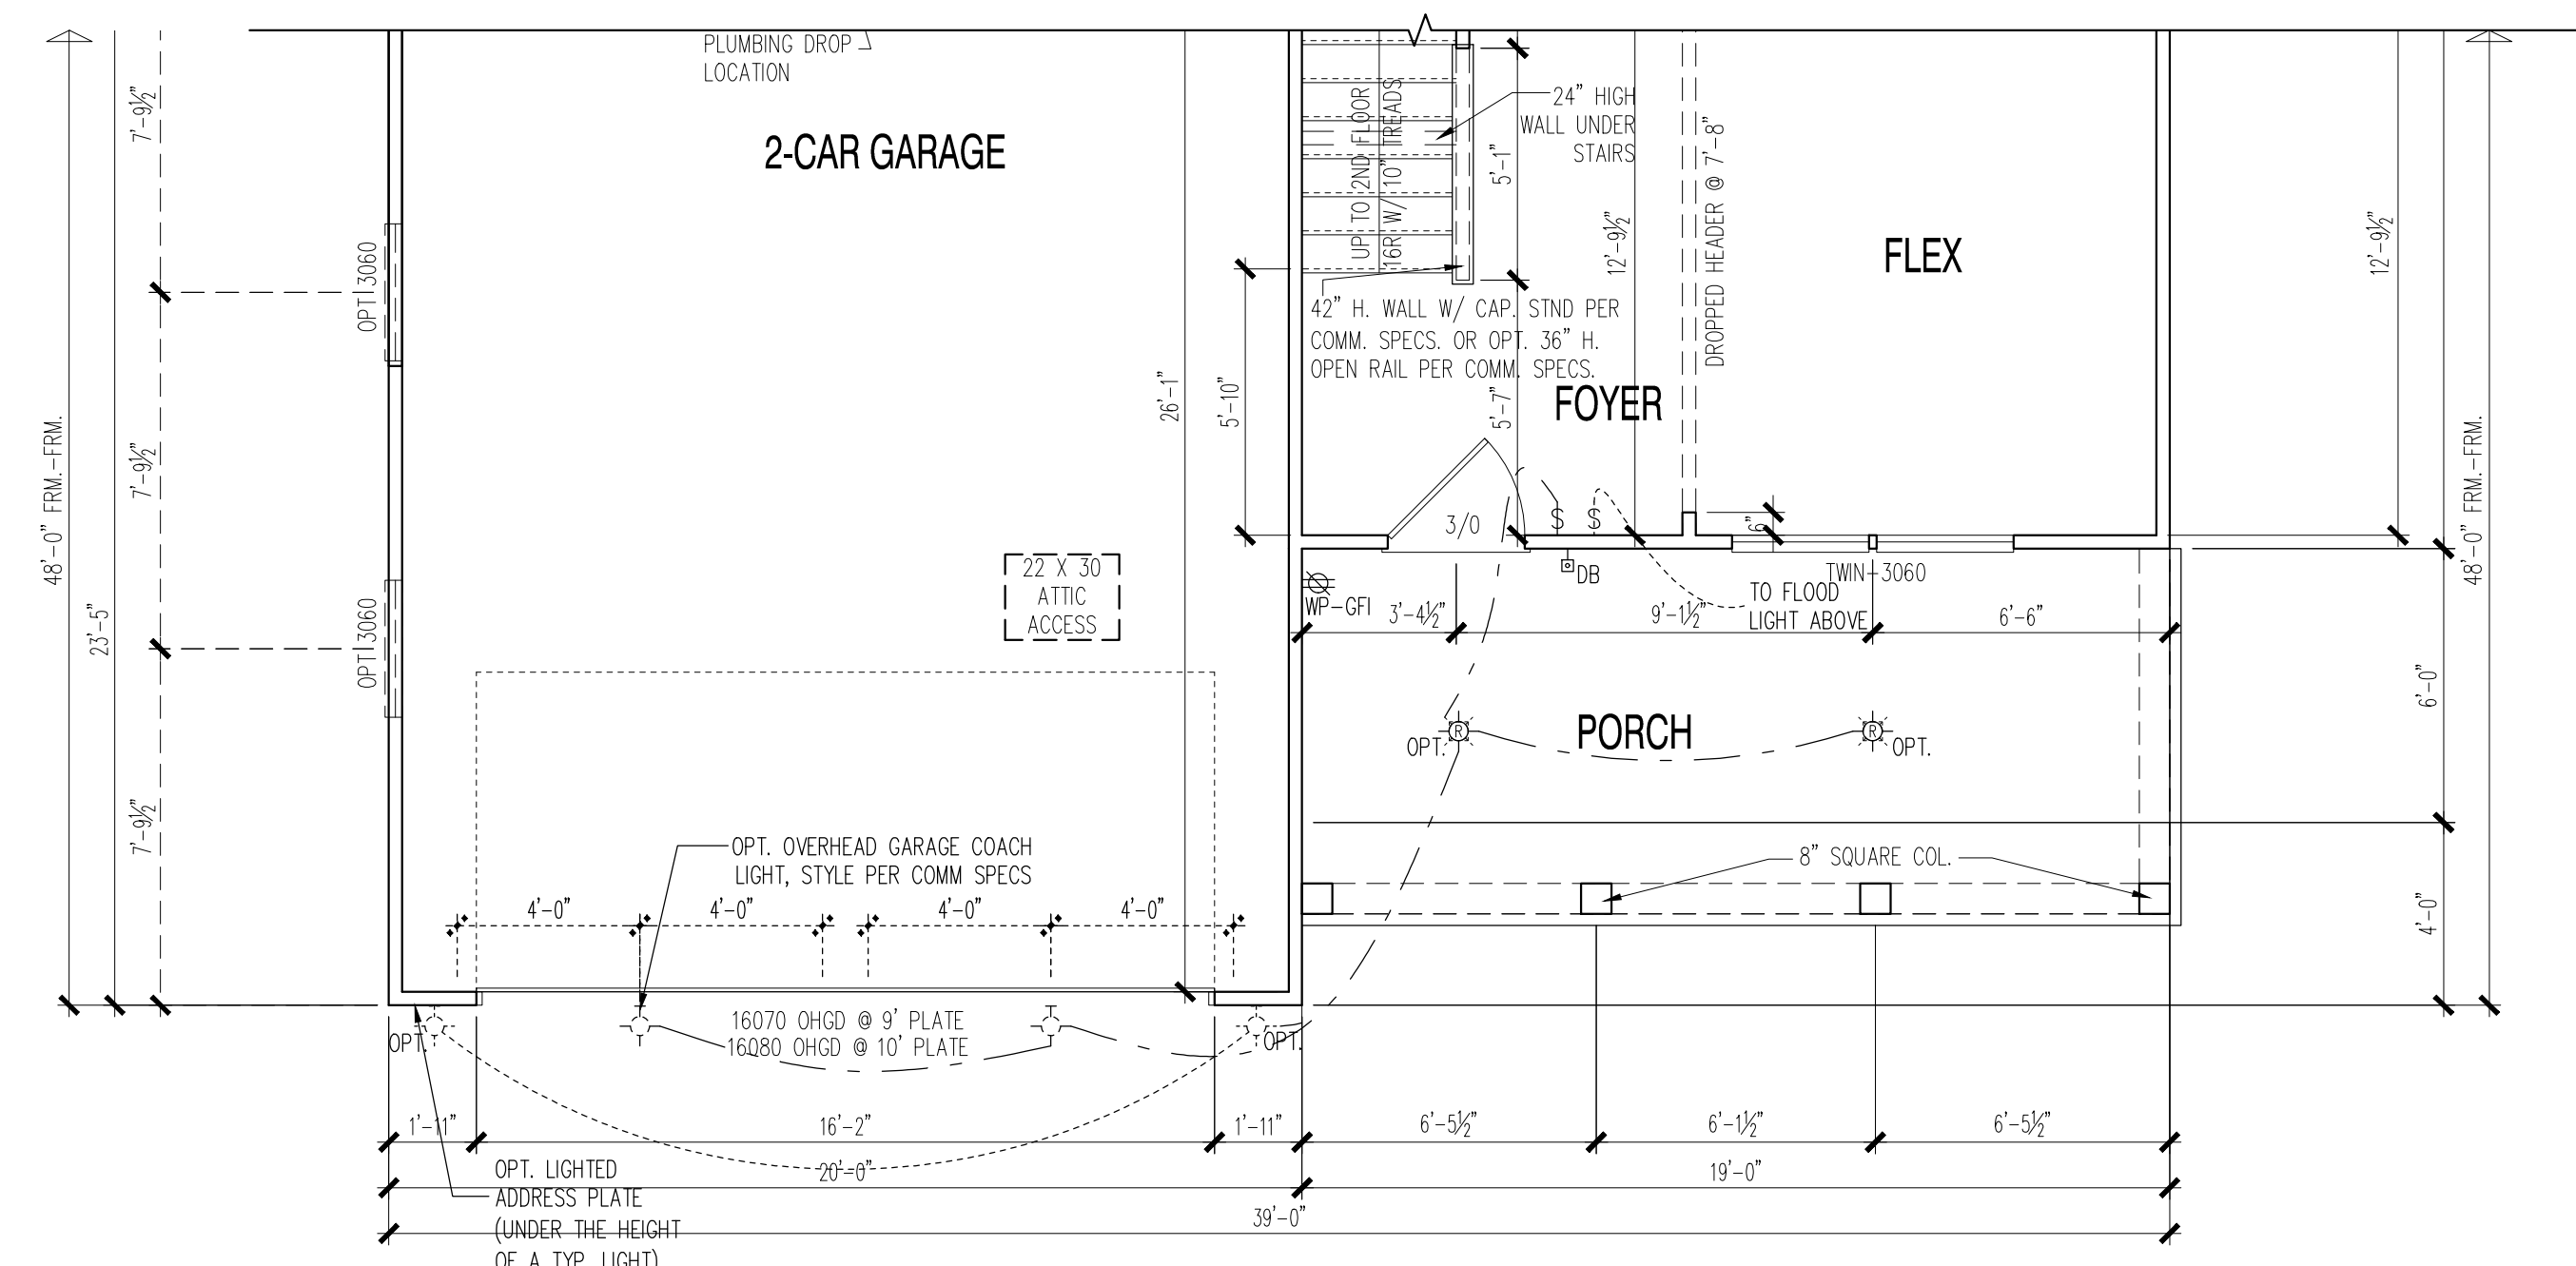 PLUMBING DROP
LOCATION
2-CAR GARAGE
UP TO 2ND FLOOR
16R W/ 10" TREADS
24" HIGH
WALL UNDER
STAIRS
5'-1"
12'-9½"
DROPPED HEADER @ 7'-8"
FLEX
12'-9½"
7'-9½"
7'-9½"
7'-9½"
48'-0" FRM.-FRM.
23'-5"
OPT 3060
OPT 3060
42" H. WALL W/ CAP. STND PER
COMM. SPECS. OR OPT. 36" H.
OPEN RAIL PER COMM. SPECS.
26'-1"
5'-10"
5'-7"
FOYER
3/0
S S
6"
48'-0" FRM.-FRM.
22 X 30
ATTIC
ACCESS
DB
TWIN-3060
WP-GFI
TO FLOOD
LIGHT ABOVE
3'-4½"
9'-1½"
6'-6"
6'-0"
PORCH
R
OPT.
R
OPT.
OPT. OVERHEAD GARAGE COACH
LIGHT, STYLE PER COMM SPECS
8" SQUARE COL.
4'-0"
4'-0"
4'-0"
4'-0"
4'-0"
16070 OHGD @ 9' PLATE
16080 OHGD @ 10' PLATE
OPT.
OPT.
1'-11"
16'-2"
1'-11"
6'-5½"
6'-1½"
6'-5½"
20'-0"
19'-0"
39'-0"
OPT. LIGHTED
ADDRESS PLATE
(UNDER THE HEIGHT
OF A TYP. LIGHT)